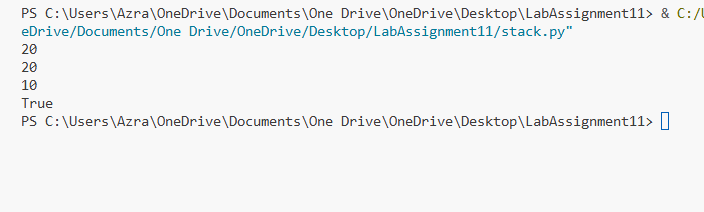 PS C:\Users\Azra\OneDrive\Documents\One Drive\OneDrive\Desktop\LabAssignment11> & C:/U
eDrive/Documents/One Drive/OneDrive/Desktop/LabAssignment11/stack.py"
20
20
10
True
PS C:\Users\Azra\OneDrive\Documents\One Drive\OneDrive\Desktop\LabAssignment11>